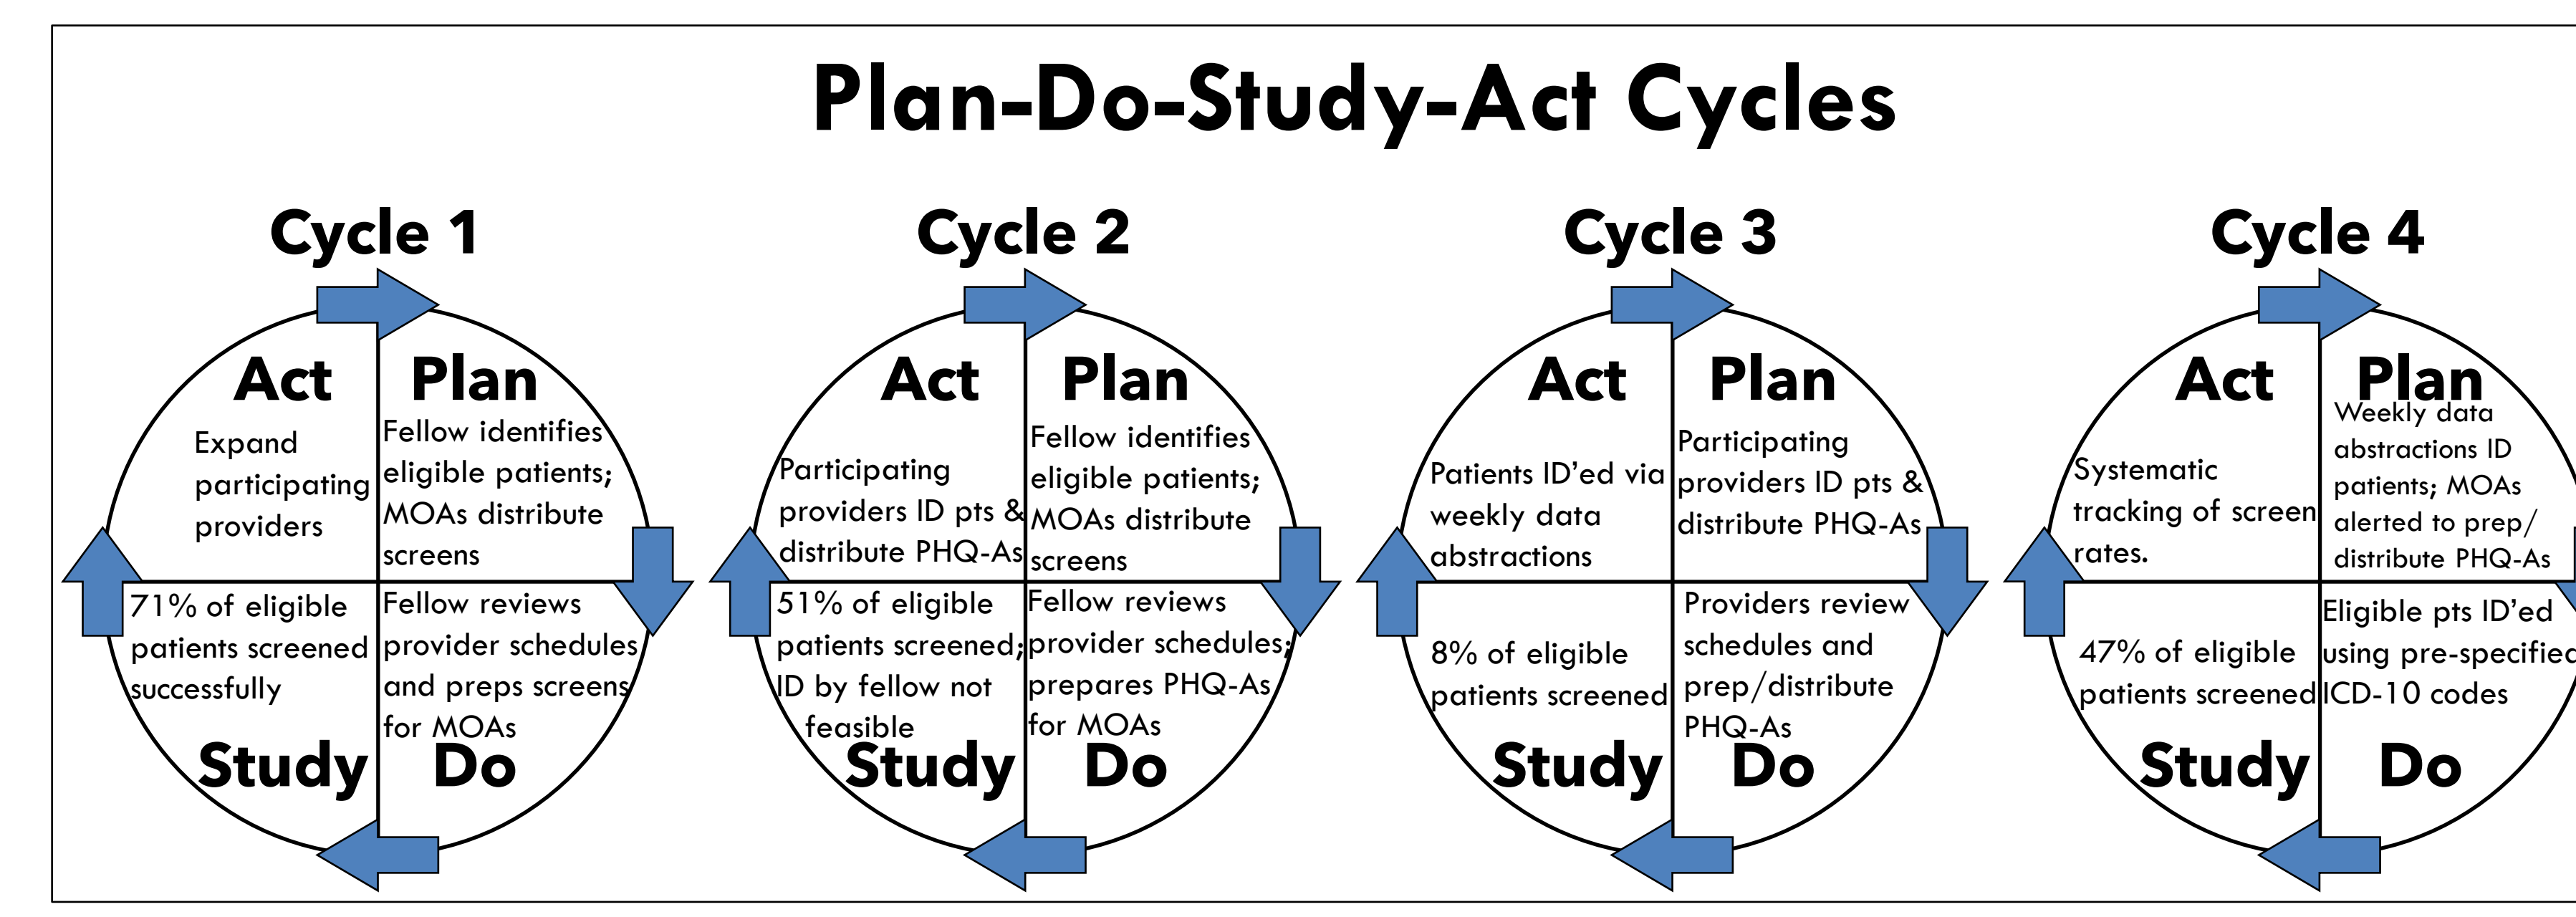 Plan-Do-Study-Act Cycles
Cycle 1
Act
Expand
participating
providers
Plan
Fellow identifies
eligible patients;
MOAs distribute
screens
71% of eligible
patients screened
successfully
Study
Fellow reviews
provider schedules
and preps screens
for MOAs
Do
Cycle 2
Act
Participating
providers ID pts &
distribute PHQ-As
Plan
Fellow identifies
eligible patients;
MOAs distribute
screens
51% of eligible
patients screened;
ID by fellow not
feasible
Study
Fellow reviews
provider schedules;
prepares PHQ-As
for MOAs
Do
Cycle 3
Act
Patients ID’ed via
weekly data
abstractions
Plan
Participating
providers ID pts &
distribute PHQ-As
8% of eligible
patients screened
Study
Providers review
schedules and
prep/distribute
PHQ-As
Do
Cycle 4
Act
Systematic
tracking of screen
rates.
Plan
Weekly data
abstractions ID
patients; MOAs
alerted to prep/
distribute PHQ-As
47% of eligible
patients screened
Study
Eligible pts ID’ed
using pre-specified
ICD-10 codes
Do